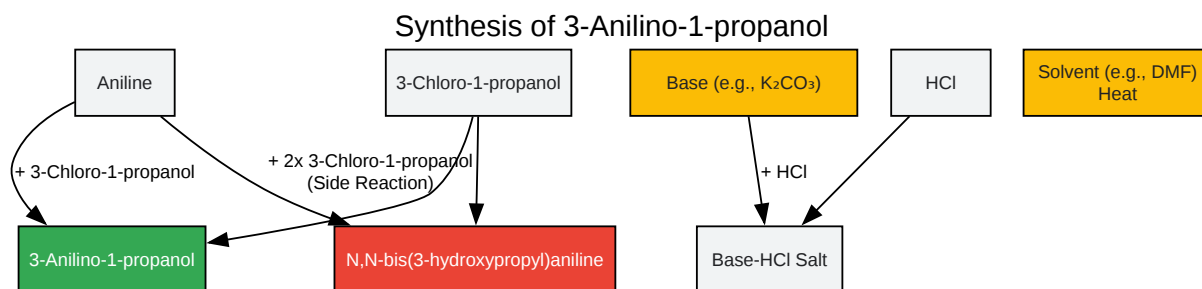 Synthesis of 3-Anilino-1-propanol
Aniline
3-Chloro-1-propanol
Base (e.g., K₂CO₃)
HCl
Solvent (e.g., DMF)
Heat
+ 3-Chloro-1-propanol
+ 2x 3-Chloro-1-propanol
(Side Reaction)
+ HCl
3-Anilino-1-propanol
N,N-bis(3-hydroxypropyl)aniline
Base-HCl Salt